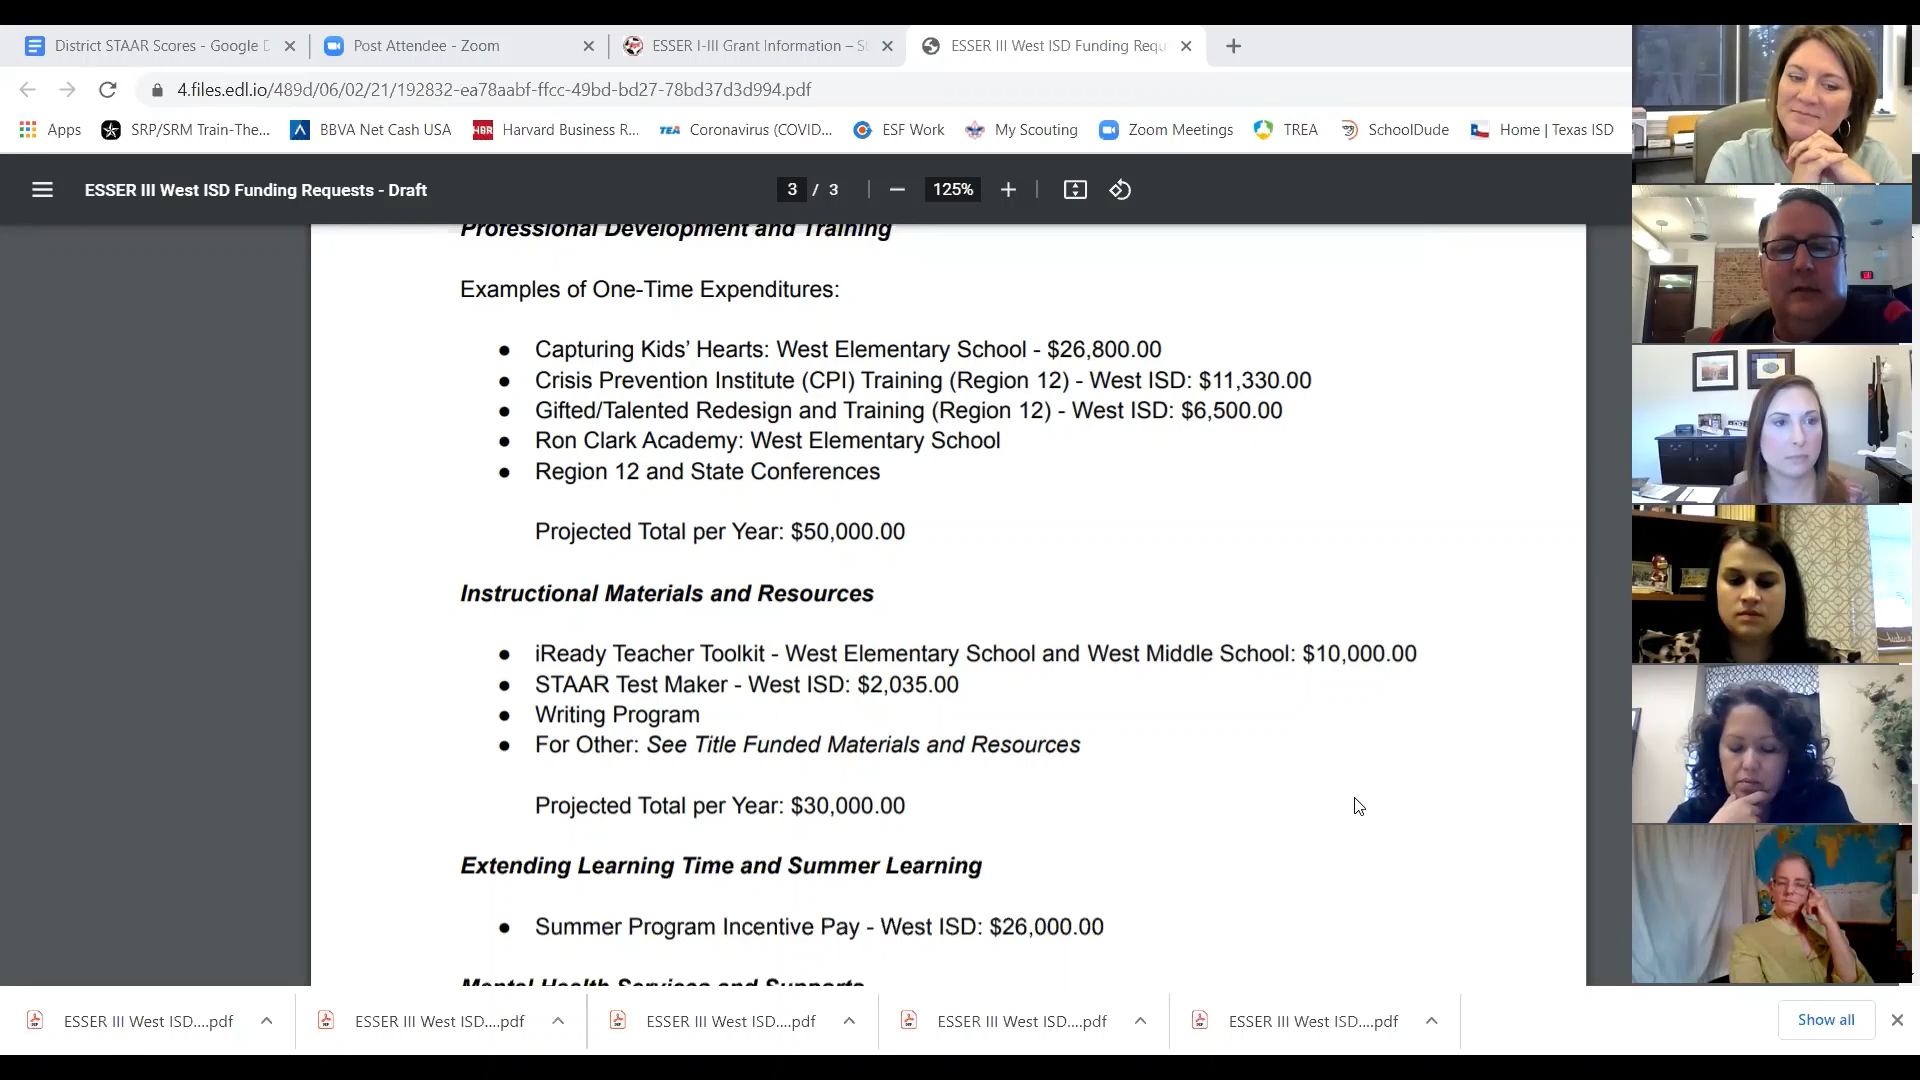 District STAAR Scores - Google D
Post Attendee - Zoom
ESSER I-III Grant Information – St
ESSER III West ISD Funding Requ
4.files.edl.io/489d/06/02/21/192832-ea78aabf-ffcc-49bd-bd27-78bd37d3d994.pdf
Apps
SRP/SRM Train-The...
BBVA Net Cash USA
HBR
Harvard Business R...
TEA
Coronavirus (COVID...
ESF Work
My Scouting
Zoom Meetings
TREA
SchoolDude
Home | Texas ISD
ESSER III West ISD Funding Requests - Draft
3 / 3
125%
Professional Development and Training
Examples of One-Time Expenditures:
● Capturing Kids’ Hearts: West Elementary School - $26,800.00
● Crisis Prevention Institute (CPI) Training (Region 12) - West ISD: $11,330.00
● Gifted/Talented Redesign and Training (Region 12) - West ISD: $6,500.00
● Ron Clark Academy: West Elementary School
● Region 12 and State Conferences
Projected Total per Year: $50,000.00
Instructional Materials and Resources
● iReady Teacher Toolkit - West Elementary School and West Middle School: $10,000.00
● STAAR Test Maker - West ISD: $2,035.00
● Writing Program
● For Other: See Title Funded Materials and Resources
Projected Total per Year: $30,000.00
Extending Learning Time and Summer Learning
● Summer Program Incentive Pay - West ISD: $26,000.00
Mental Health Services and Supports
ESSER III West ISD....pdf
ESSER III West ISD....pdf
ESSER III West ISD....pdf
ESSER III West ISD....pdf
ESSER III West ISD....pdf
Show all